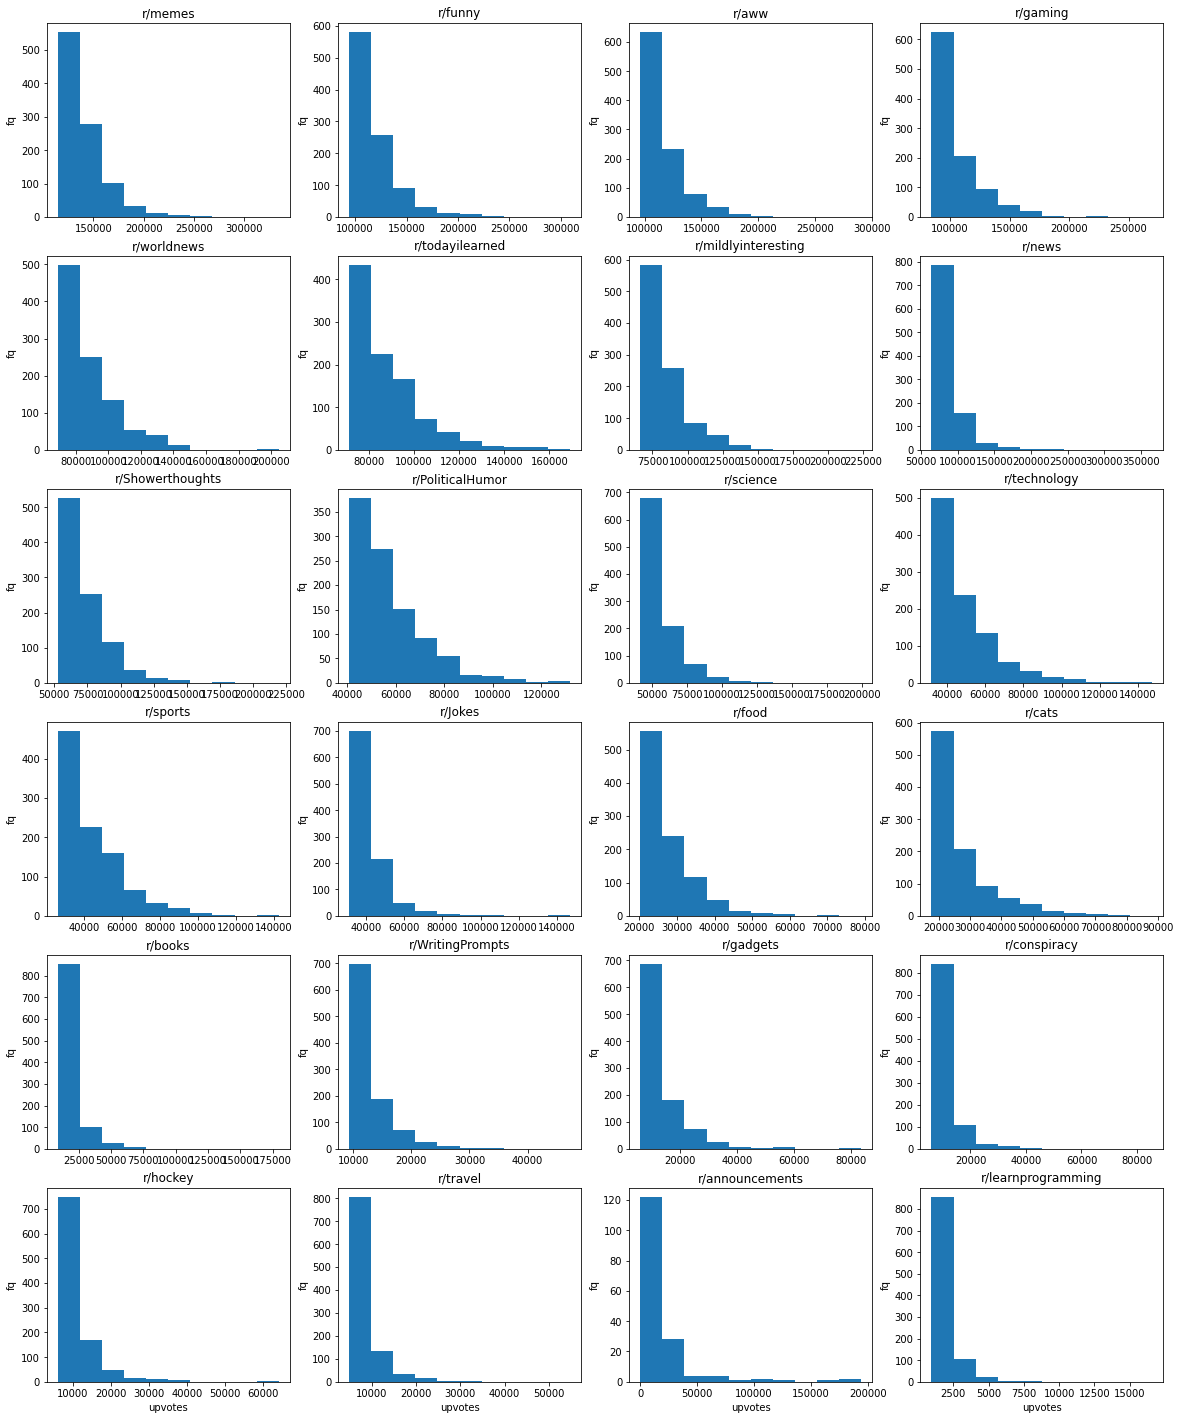 r/memes
500
400
300
200
100
0
fq
150000 200000 250000 300000
r/funny
600
500
400
300
200
100
0
fq
100000 150000 200000 250000 300000
r/aww
600
500
400
300
200
100
0
fq
100000 150000 200000 250000 300000
r/gaming
600
500
400
300
200
100
0
fq
100000 150000 200000 250000
r/worldnews
500
400
300
200
100
0
fq
80000 100000 120000 140000 160000 180000 200000
r/todayilearned
400
300
200
100
0
fq
80000 100000 120000 140000 160000
r/mildlyinteresting
600
500
400
300
200
100
0
fq
75000 100000 125000 150000 175000 200000 225000
r/news
800
700
600
500
400
300
200
100
0
fq
50000 100000 150000 200000 250000 300000 350000
r/Showerthoughts
500
400
300
200
100
0
fq
50000 75000 100000 125000 150000 175000 200000 225000
r/PoliticalHumor
350
300
250
200
150
100
50
0
fq
40000 60000 80000 100000 120000
r/science
700
600
500
400
300
200
100
0
fq
50000 75000 100000 125000 150000 175000 200000
r/technology
500
400
300
200
100
0
fq
40000 60000 80000 100000 120000 140000
r/sports
400
300
200
100
0
fq
40000 60000 80000 100000 120000 140000
r/Jokes
700
600
500
400
300
200
100
0
fq
40000 60000 80000 100000 120000 140000
r/food
500
400
300
200
100
0
fq
20000 30000 40000 50000 60000 70000 80000
r/cats
600
500
400
300
200
100
0
fq
20000 30000 40000 50000 60000 70000 80000 90000
r/books
800
700
600
500
400
300
200
100
0
fq
25000 50000 75000 100000 125000 150000 175000
r/WritingPrompts
700
600
500
400
300
200
100
0
fq
10000 20000 30000 40000
r/gadgets
700
600
500
400
300
200
100
0
fq
20000 40000 60000 80000
r/conspiracy
800
700
600
500
400
300
200
100
0
fq
20000 40000 60000 80000
r/hockey
700
600
500
400
300
200
100
0
fq
10000 20000 30000 40000 50000 60000
upvotes
r/travel
800
700
600
500
400
300
200
100
0
fq
10000 20000 30000 40000 50000
upvotes
r/announcements
120
100
80
60
40
20
0
fq
0 50000 100000 150000 200000
upvotes
r/learnprogramming
800
700
600
500
400
300
200
100
0
fq
2500 5000 7500 10000 12500 15000
upvotes